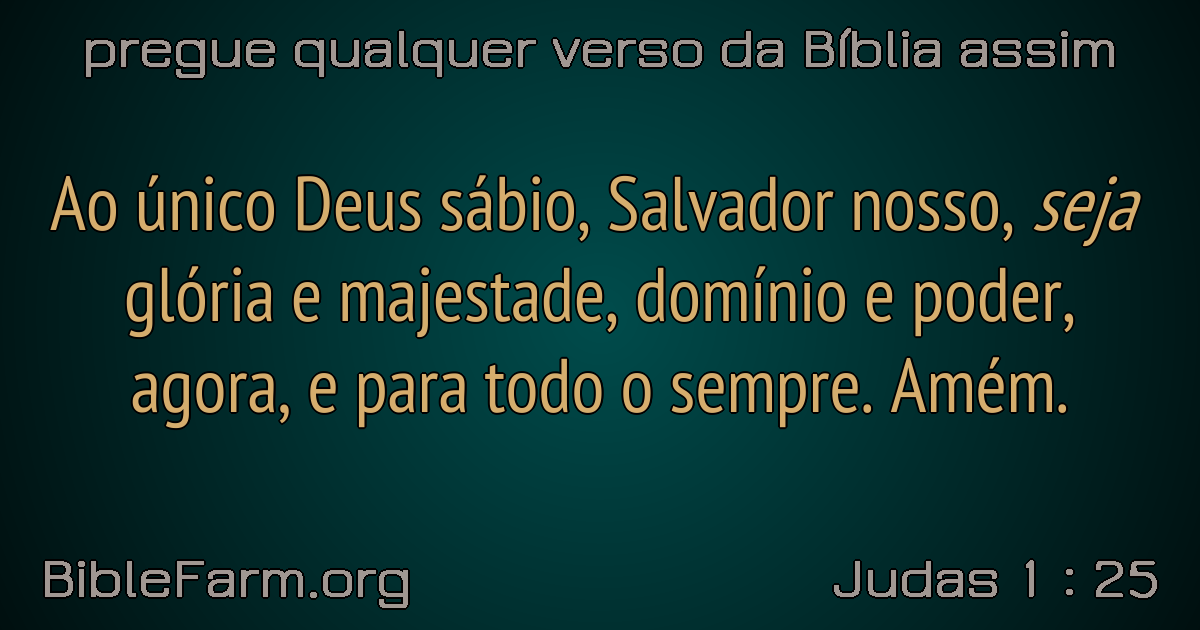 pregue qualquer verso da Bíblia assim
Ao único Deus sábio, Salvador nosso, seja
glória e majestade, domínio e poder,
agora, e para todo o sempre. Amém.
BibleFarm.org
Judas 1 : 25